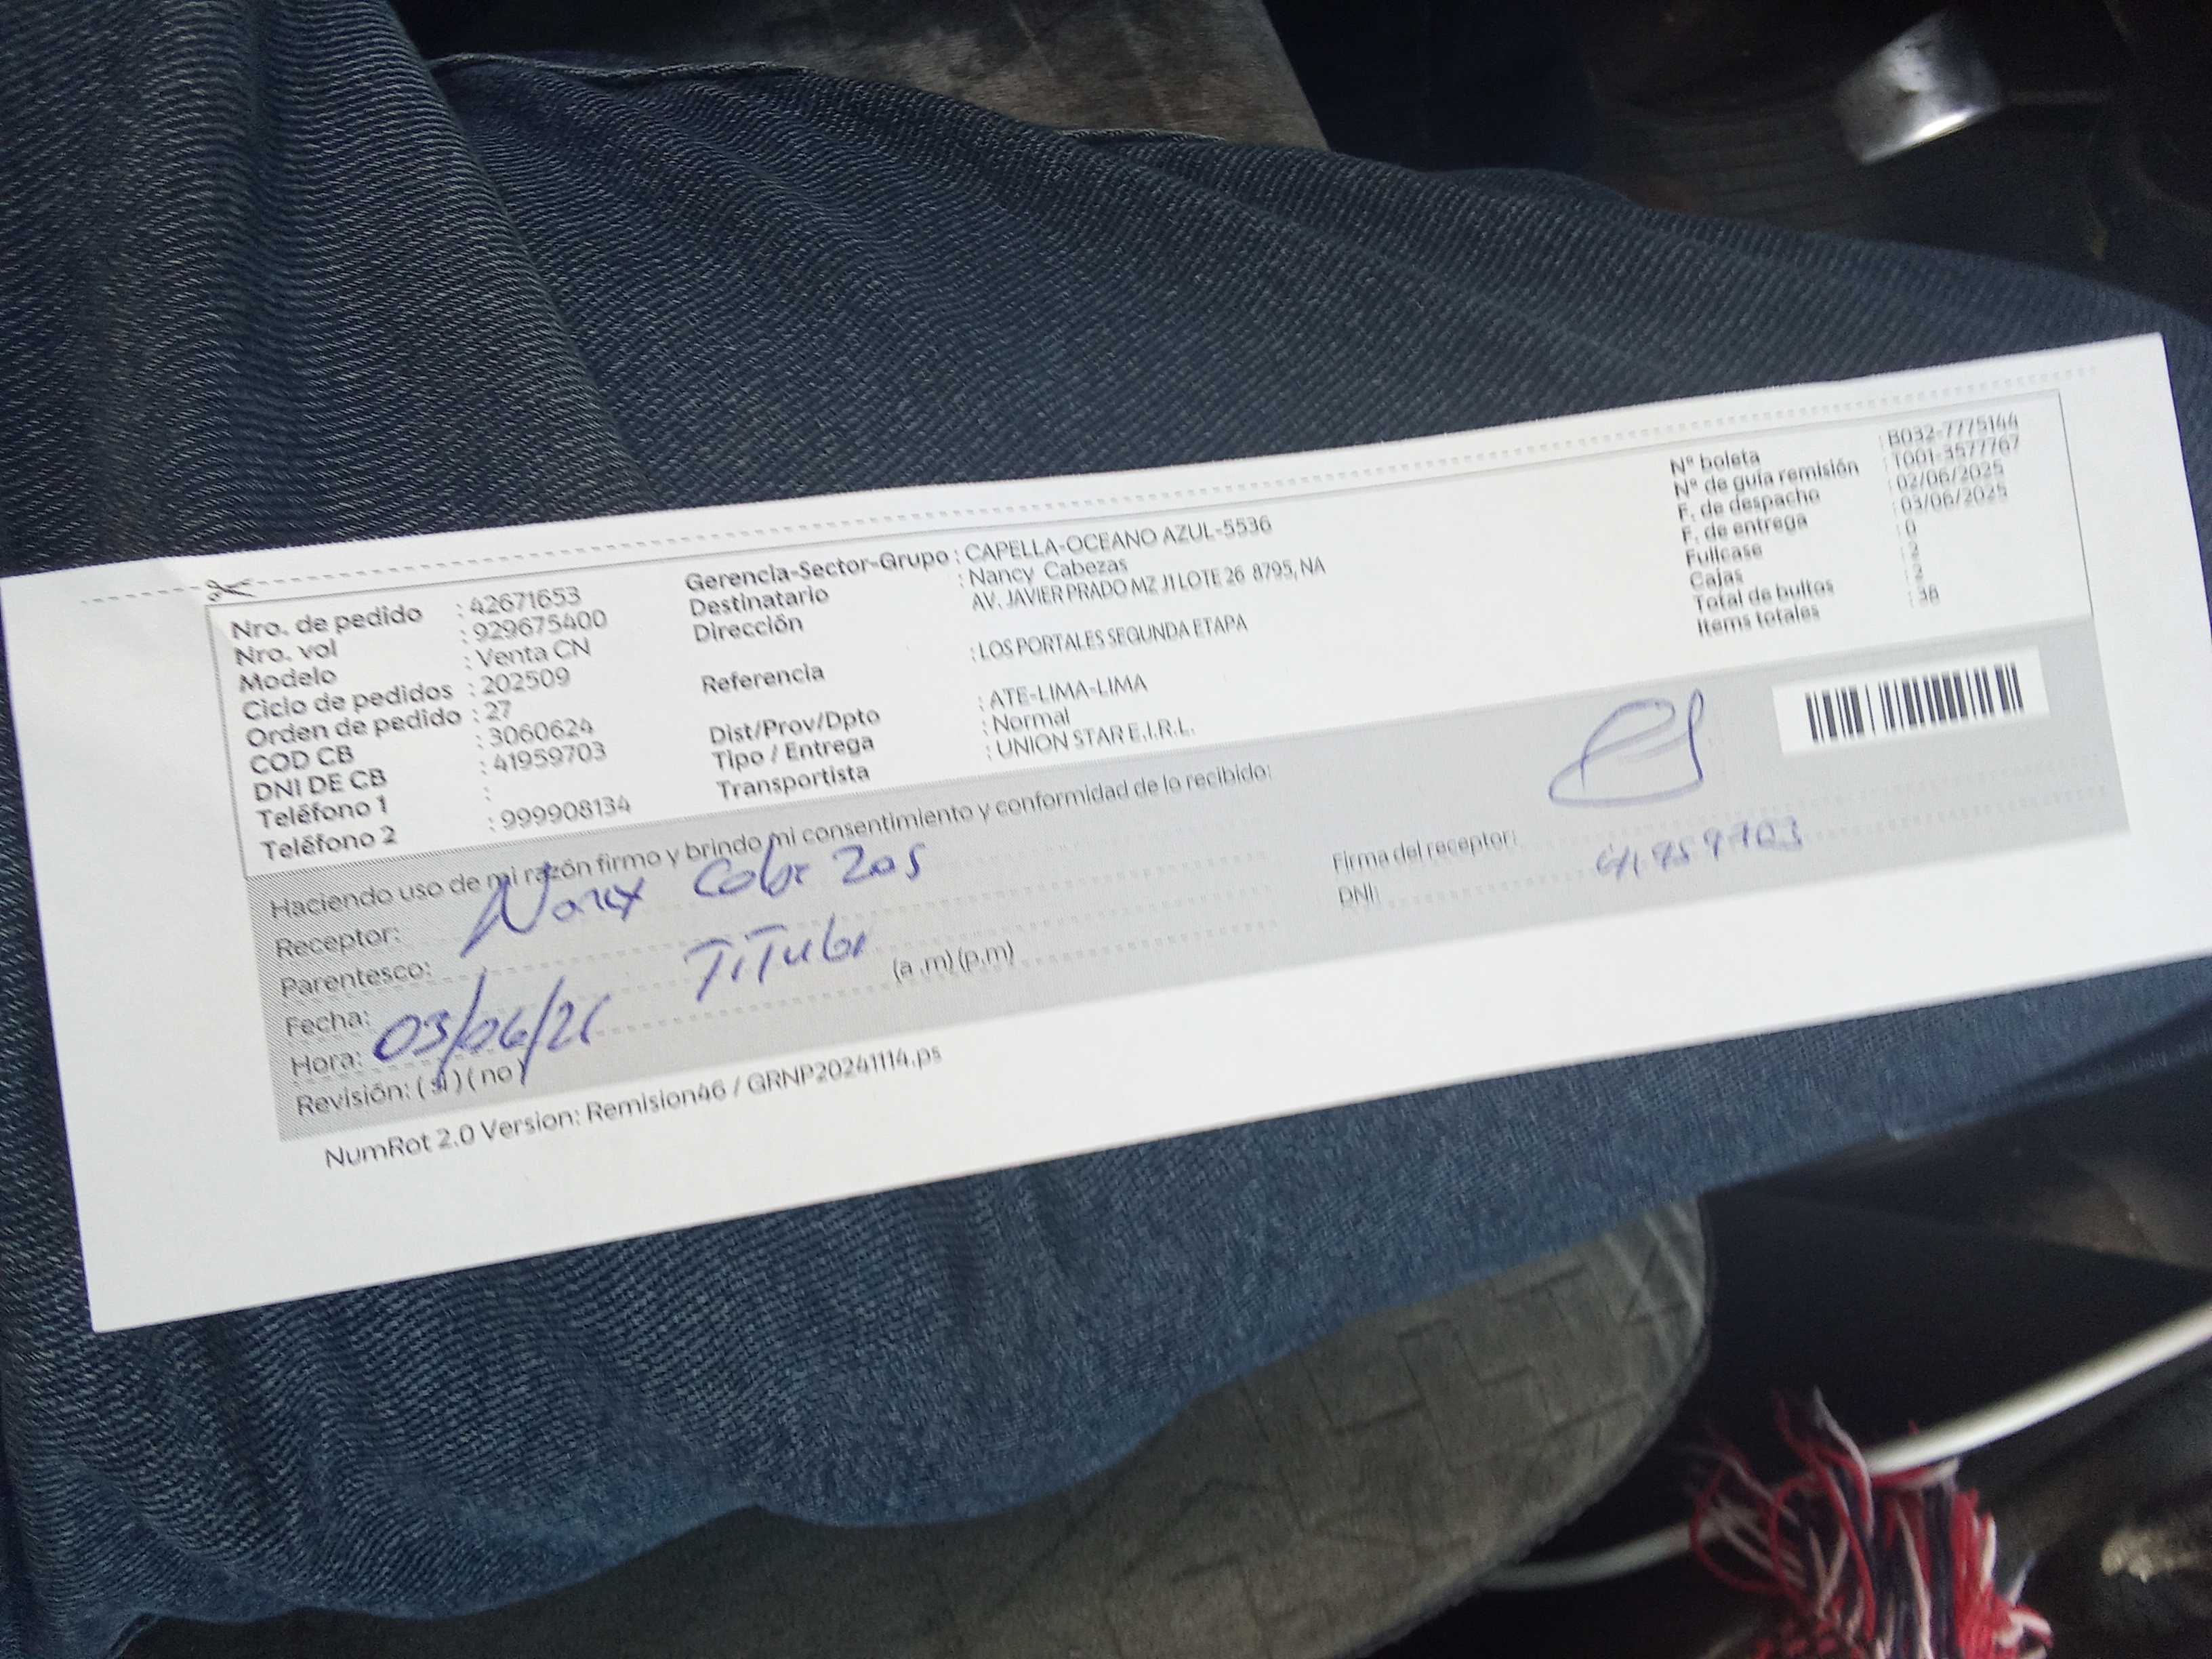 Nro. de pedido : 42671653
Nro. vol : 929675400
Modelo : Venta CN
Ciclo de pedidos : 202509
Orden de pedido : 27
COD CB : 3060624
DNI DE CB : 41959703
Teléfono 1 :
Teléfono 2 : 999908134
Gerencia-Sector-Grupo : CAPELLA-OCEANO AZUL-5536
Destinatario : Nancy Cabezas
Dirección AV. JAVIER PRADO MZ J1 LOTE 26 8795, NA
Referencia : LOS PORTALES SEGUNDA ETAPA
Dist/Prov/Dpto : ATE-LIMA-LIMA
Tipo / Entrega : Normal
Transportista : UNION STAR E.I.R.L.
N° boleta : B032-7775144
N° de guía remisión : T001-3577767
F. de despacho : 02/06/2025
F. de entrega : 03/06/2025
Fullcase : 0
Cajas : 2
Total de bultos : 2
Items totales : 38
Haciendo uso de mi razón firmo y brindo mi consentimiento y conformidad de lo recibido:
Receptor: Nancy
Parentesco:
Fecha:
Hora: 03/06/
(a .m) (p.m)
Revisión: ( si ) ( no )
Firma del receptor:
DNI: 41959703
NumRot 2.0 Version: Remision46 / GRNP20241114.ps